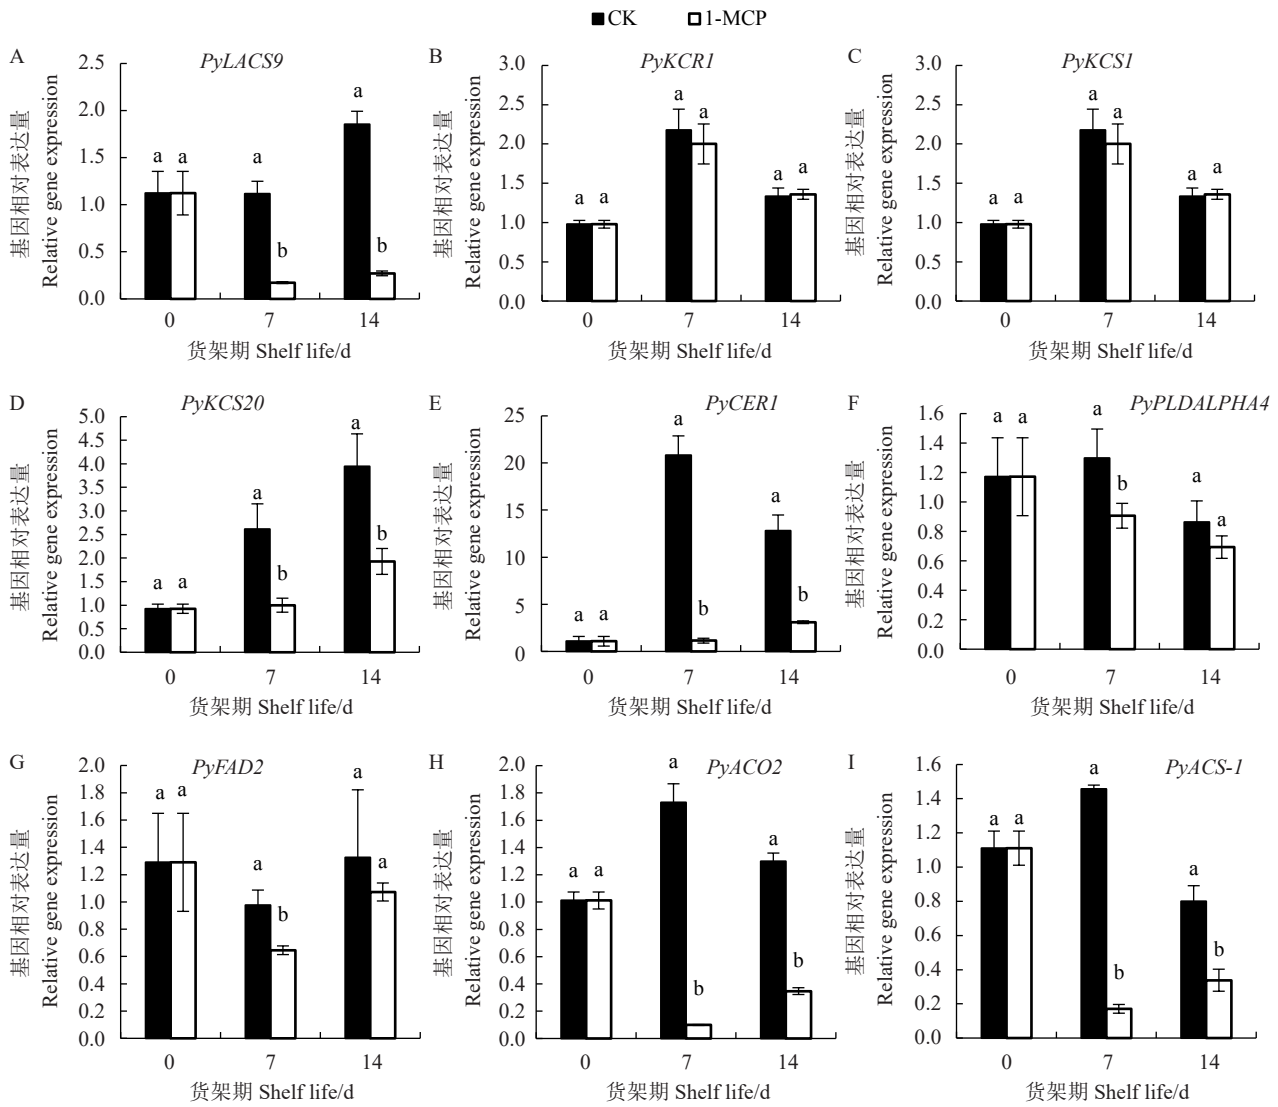 CK 1-MCP
A
PyLACS9
基因相对表达量
Relative gene expression
2.5
2.0
1.5
1.0
0.5
0.0
a a a b a b
0 7 14
货架期 Shelf life/d
B
PyKCR1
基因相对表达量
Relative gene expression
3.0
2.5
2.0
1.5
1.0
0.5
0.0
a a a a a a
0 7 14
货架期 Shelf life/d
C
PyKCS1
基因相对表达量
Relative gene expression
3.0
2.5
2.0
1.5
1.0
0.5
0.0
a a a a a a
0 7 14
货架期 Shelf life/d
D
PyKCS20
基因相对表达量
Relative gene expression
5.0
4.5
4.0
3.5
3.0
2.5
2.0
1.5
1.0
0.5
0.0
a a a b a b
0 7 14
货架期 Shelf life/d
E
PyCER1
基因相对表达量
Relative gene expression
25
20
15
10
5
0
a a a b a b
0 7 14
货架期 Shelf life/d
F
PyPLDALPHA4
基因相对表达量
Relative gene expression
1.6
1.4
1.2
1.0
0.8
0.6
0.4
0.2
0.0
a a a b a a
0 7 14
货架期 Shelf life/d
G
PyFAD2
基因相对表达量
Relative gene expression
2.0
1.8
1.6
1.4
1.2
1.0
0.8
0.6
0.4
0.2
0.0
a a a b a a
0 7 14
货架期 Shelf life/d
H
PyACO2
基因相对表达量
Relative gene expression
2.0
1.8
1.6
1.4
1.2
1.0
0.8
0.6
0.4
0.2
0.0
a a a b a b
0 7 14
货架期 Shelf life/d
I
PyACS-1
基因相对表达量
Relative gene expression
1.6
1.4
1.2
1.0
0.8
0.6
0.4
0.2
0.0
a a a b a b
0 7 14
货架期 Shelf life/d